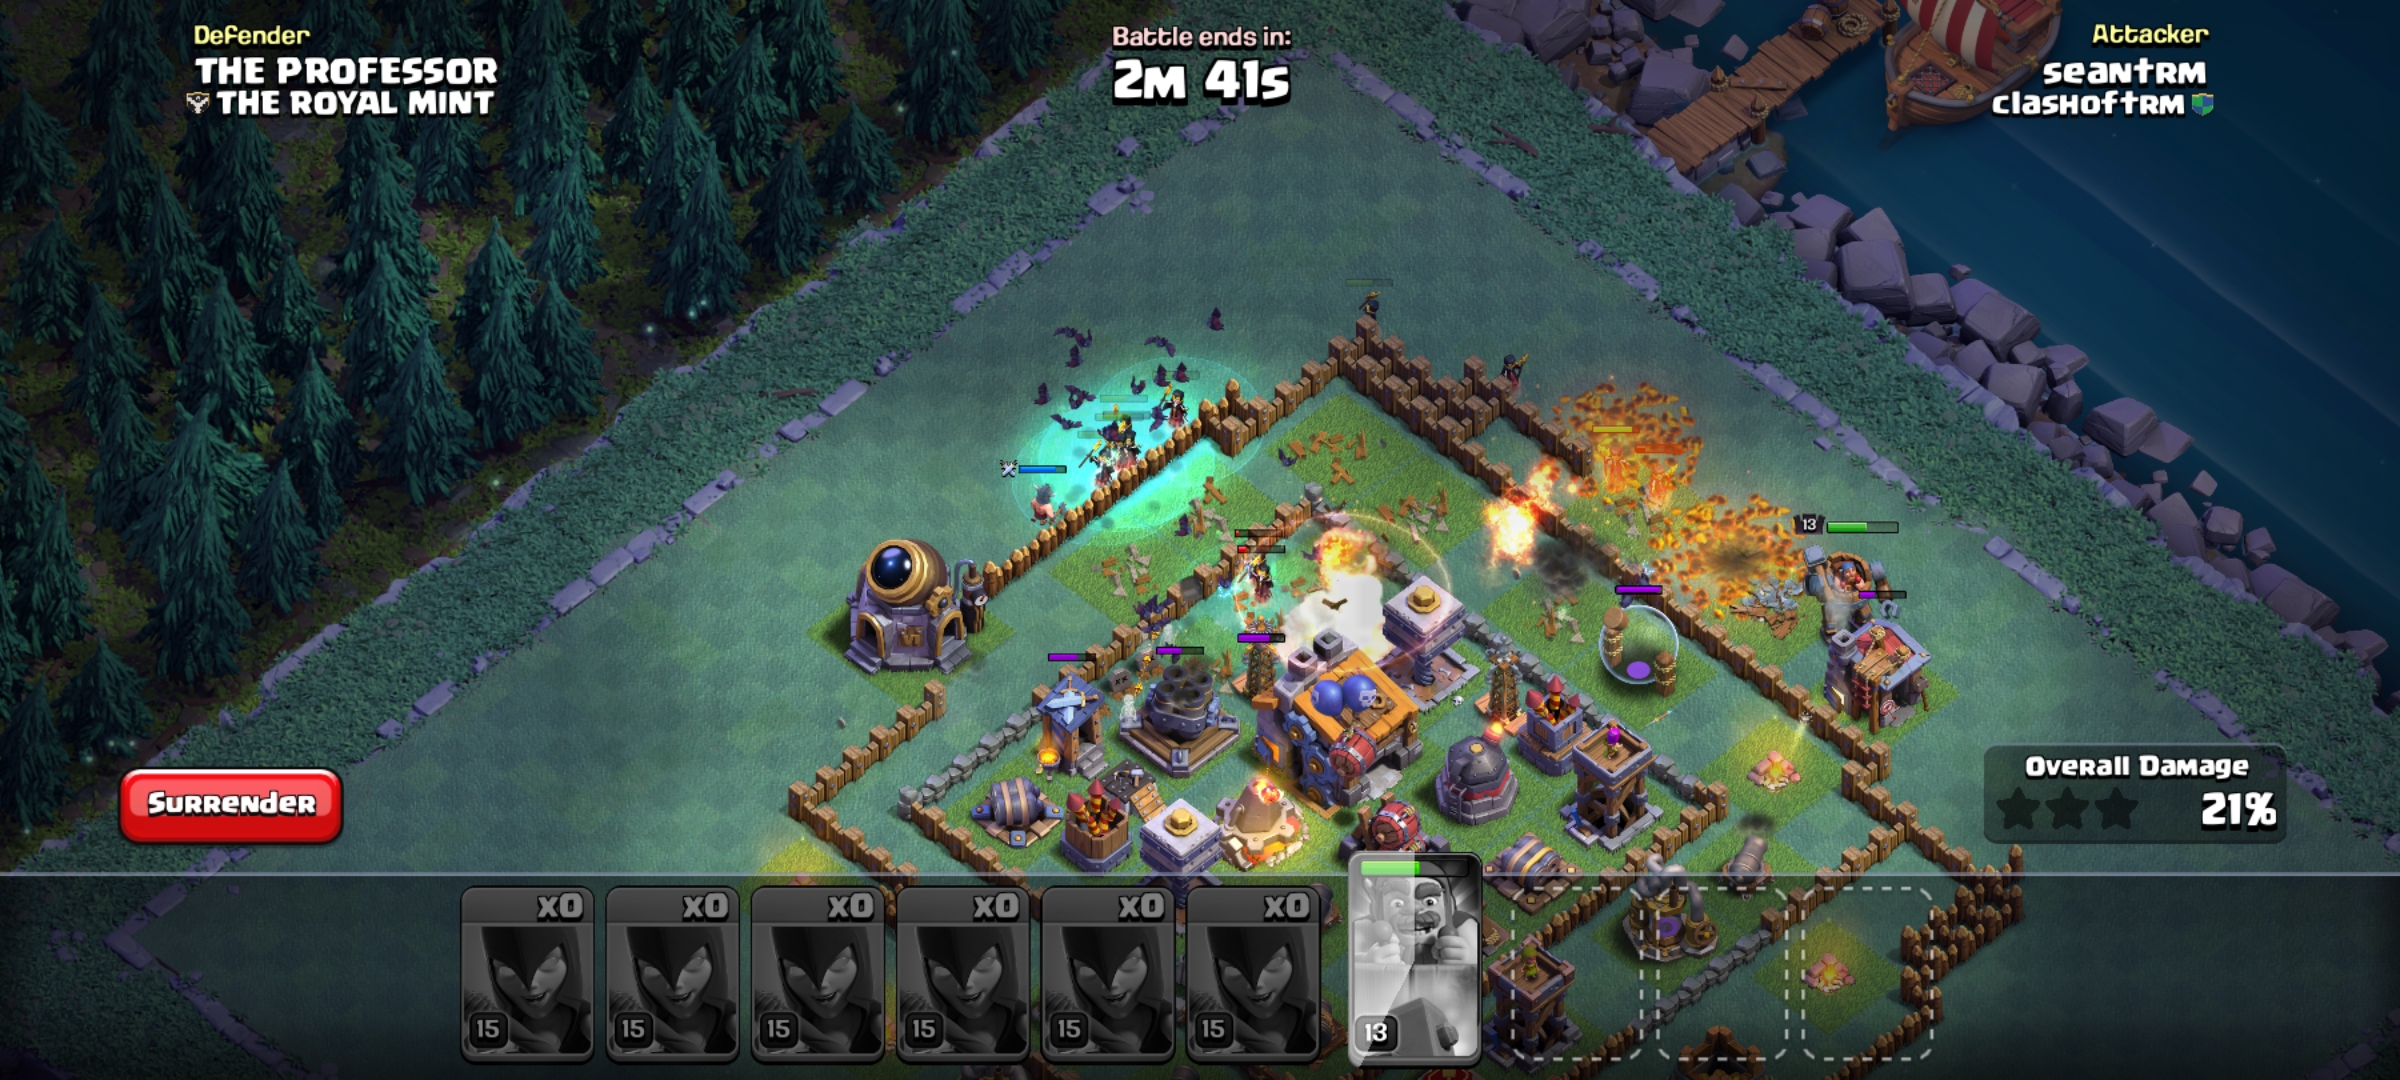 Defender
THE PROFESSOR
THE ROYAL MINT
Battle ends in:
2M 41s
Attacker
seantRM
clashoftRM
13
Surrender
Overall Damage
21%
x0
x0
x0
x0
x0
x0
15
15
15
15
15
15
13